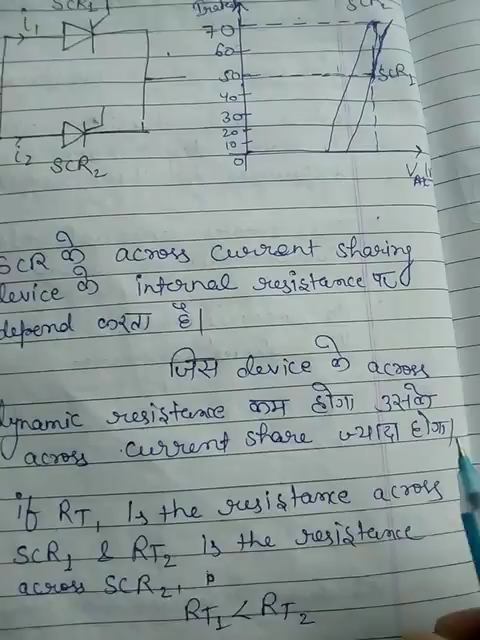 SCR1
i1
i2
SCR2
70
60
50
40
30
20
10
0
SCR1
SCR के across current sharing
device के internal resistance पर
depend करता है।
जिस device के across
dynamic resistance कम होगा उसके
across current share ज्यादा होगा।
if RT1 is the resistance across
SCR1 & RT2 is the resistance
across SCR2,
RT1 < RT2